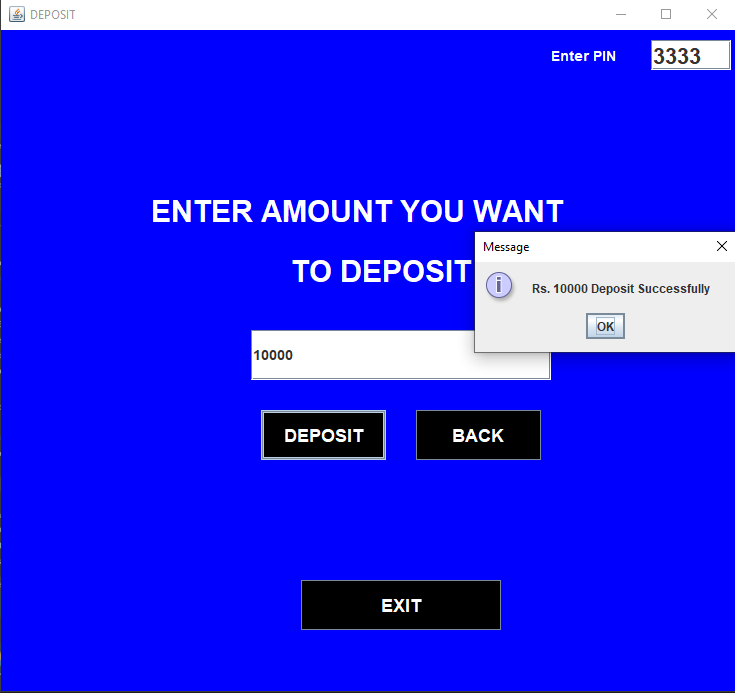 DEPOSIT
Enter PIN 3333
ENTER AMOUNT YOU WANT
TO DEPOSIT
Message
Rs. 10000 Deposit Successfully
OK
10000
DEPOSIT BACK
EXIT